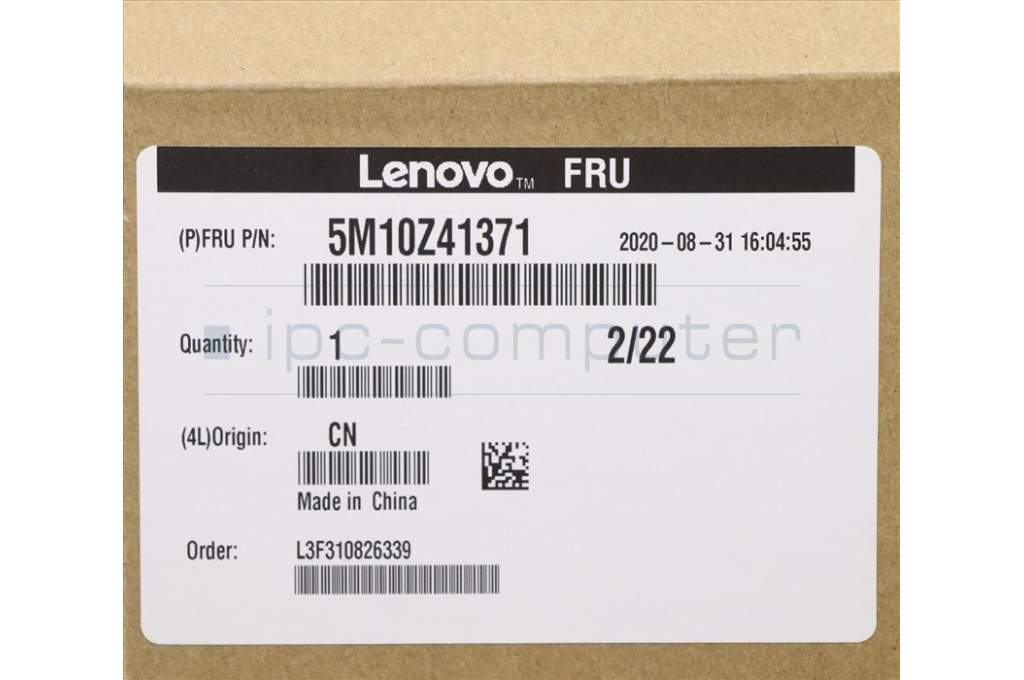 Lenovo™ FRU
(P)FRU P/N: 5M10Z41371 2020-08-31 16:04:55
ipc-computer
Quantity: 1 2/22
(4L)Origin: CN
Made in China
Order: L3F310826339